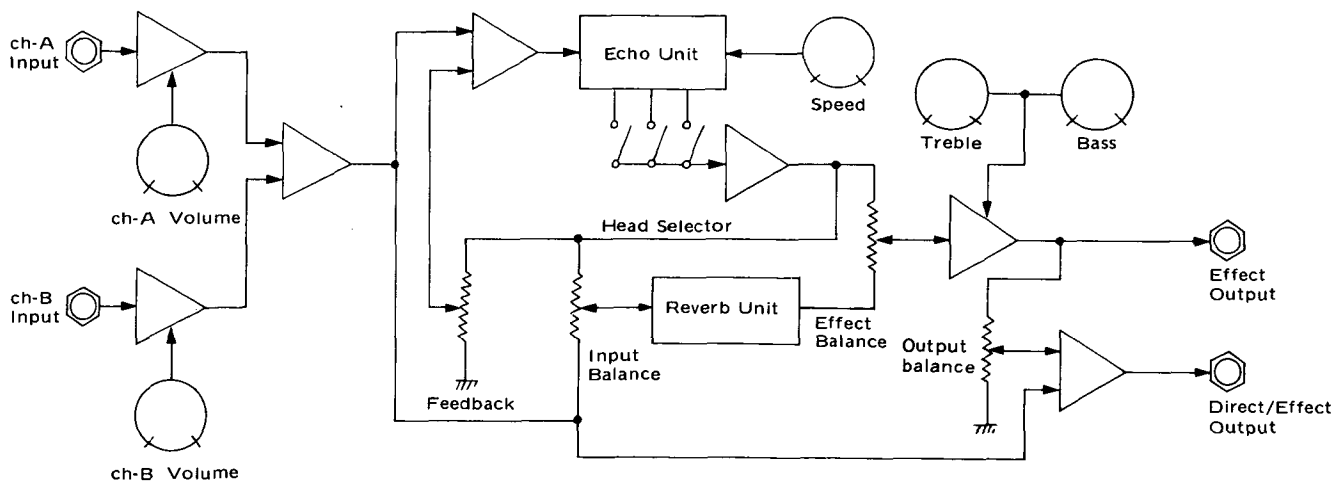 ch-A
Input
ch-A Volume
ch-B
Input
ch-B Volume
Echo Unit
Speed
Treble
Bass
Head Selector
Reverb Unit
Effect
Balance
Input
Balance
Feedback
Output
balance
Effect
Output
Direct/Effect
Output